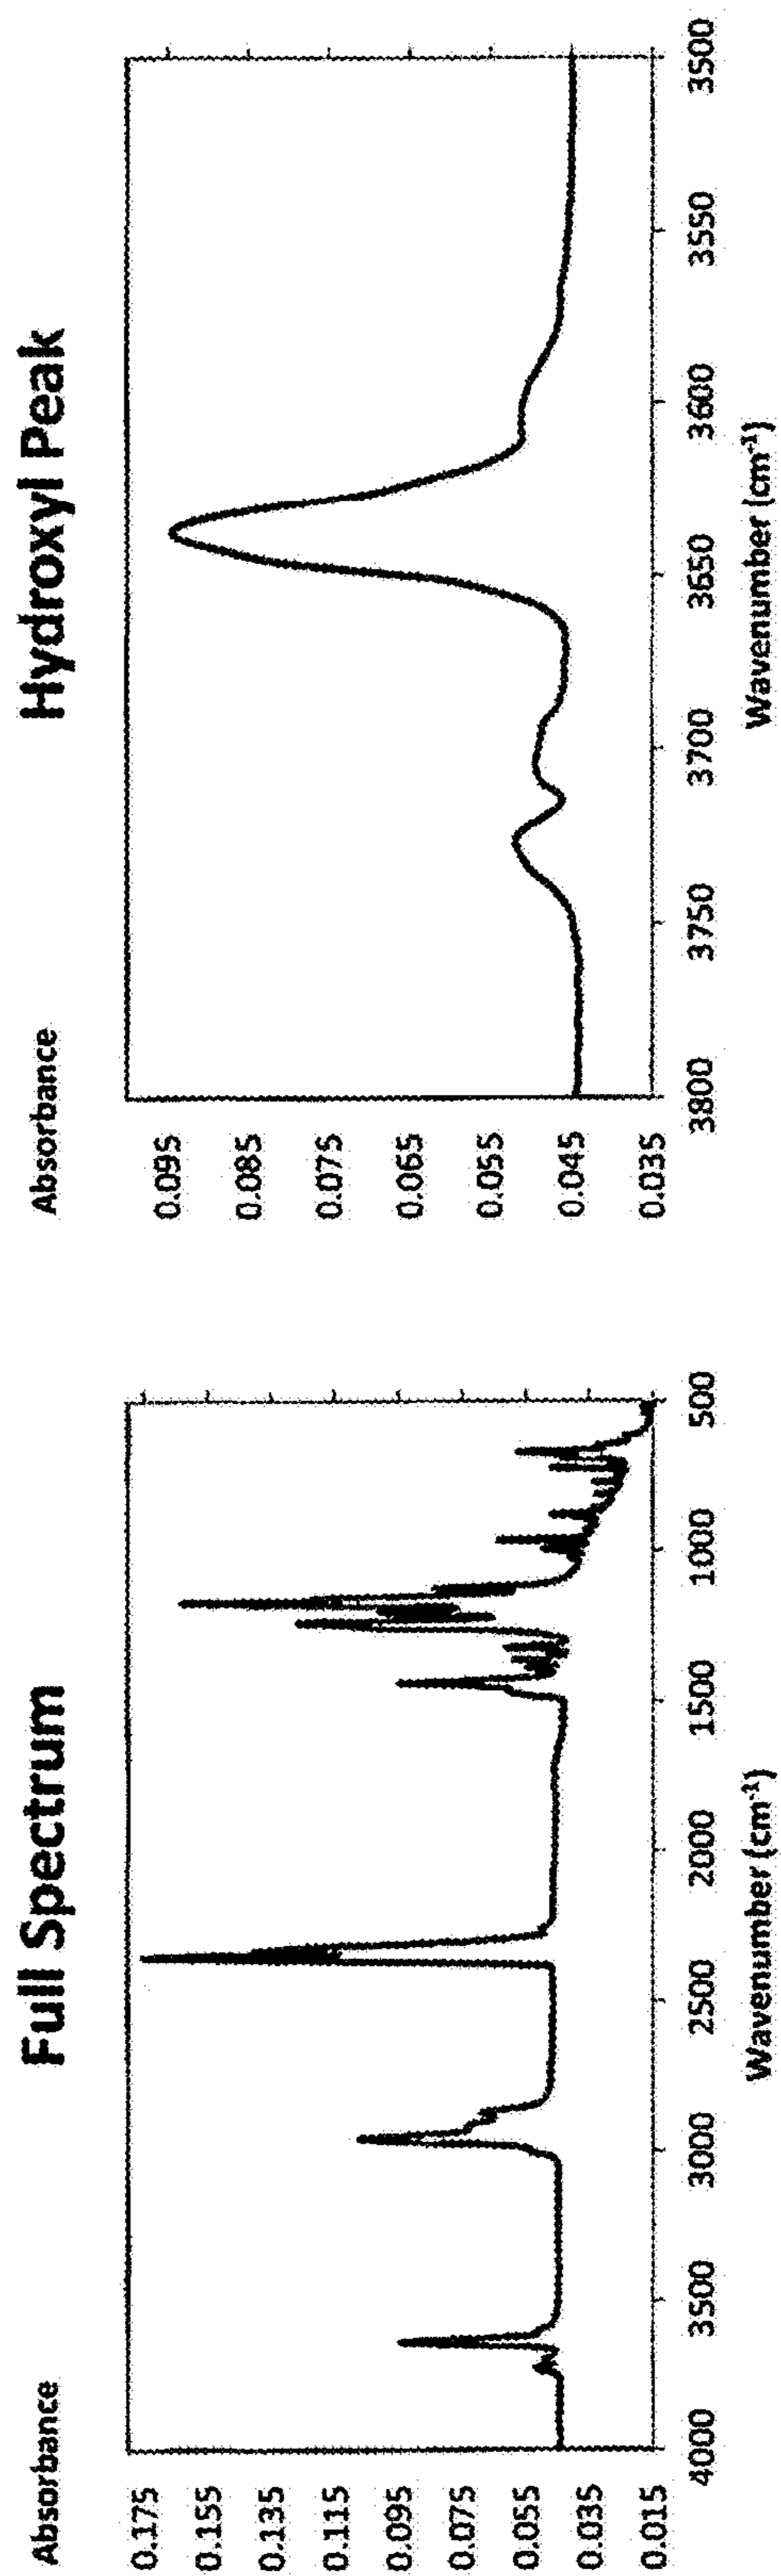 Full Spectrum
Absorbance
0.175
0.155
0.135
0.115
0.095
0.075
0.055
0.035
0.015
4000 3500 3000 2500 2000 1500 1000 500
Wavenumber (cm⁻¹)
Hydroxyl Peak
Absorbance
0.095
0.085
0.075
0.065
0.055
0.045
0.035
3800 3750 3700 3650 3600 3550 3500
Wavenumber (cm⁻¹)